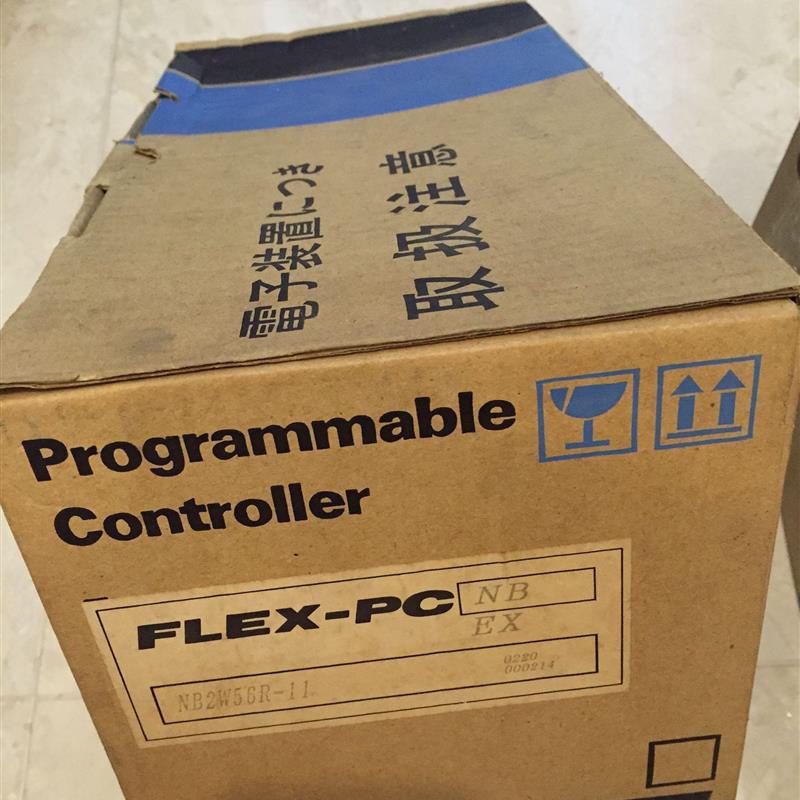 電子装置につき
取扱注意
Programmable
Controller
FLEX-PC NB
EX
NB2W56R-11
0220
000214